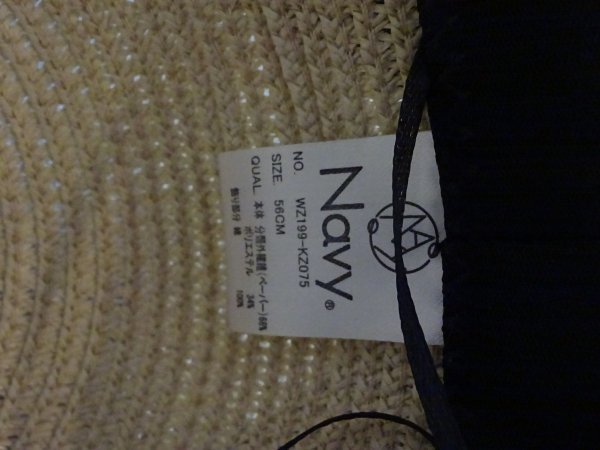 Navy®
NO. WZ199-KZ075
SIZE. 56CM
QUAL. 本体 分類外繊維(ペーパー)66%
ポリエステル 34%
飾り部分 綿 100%